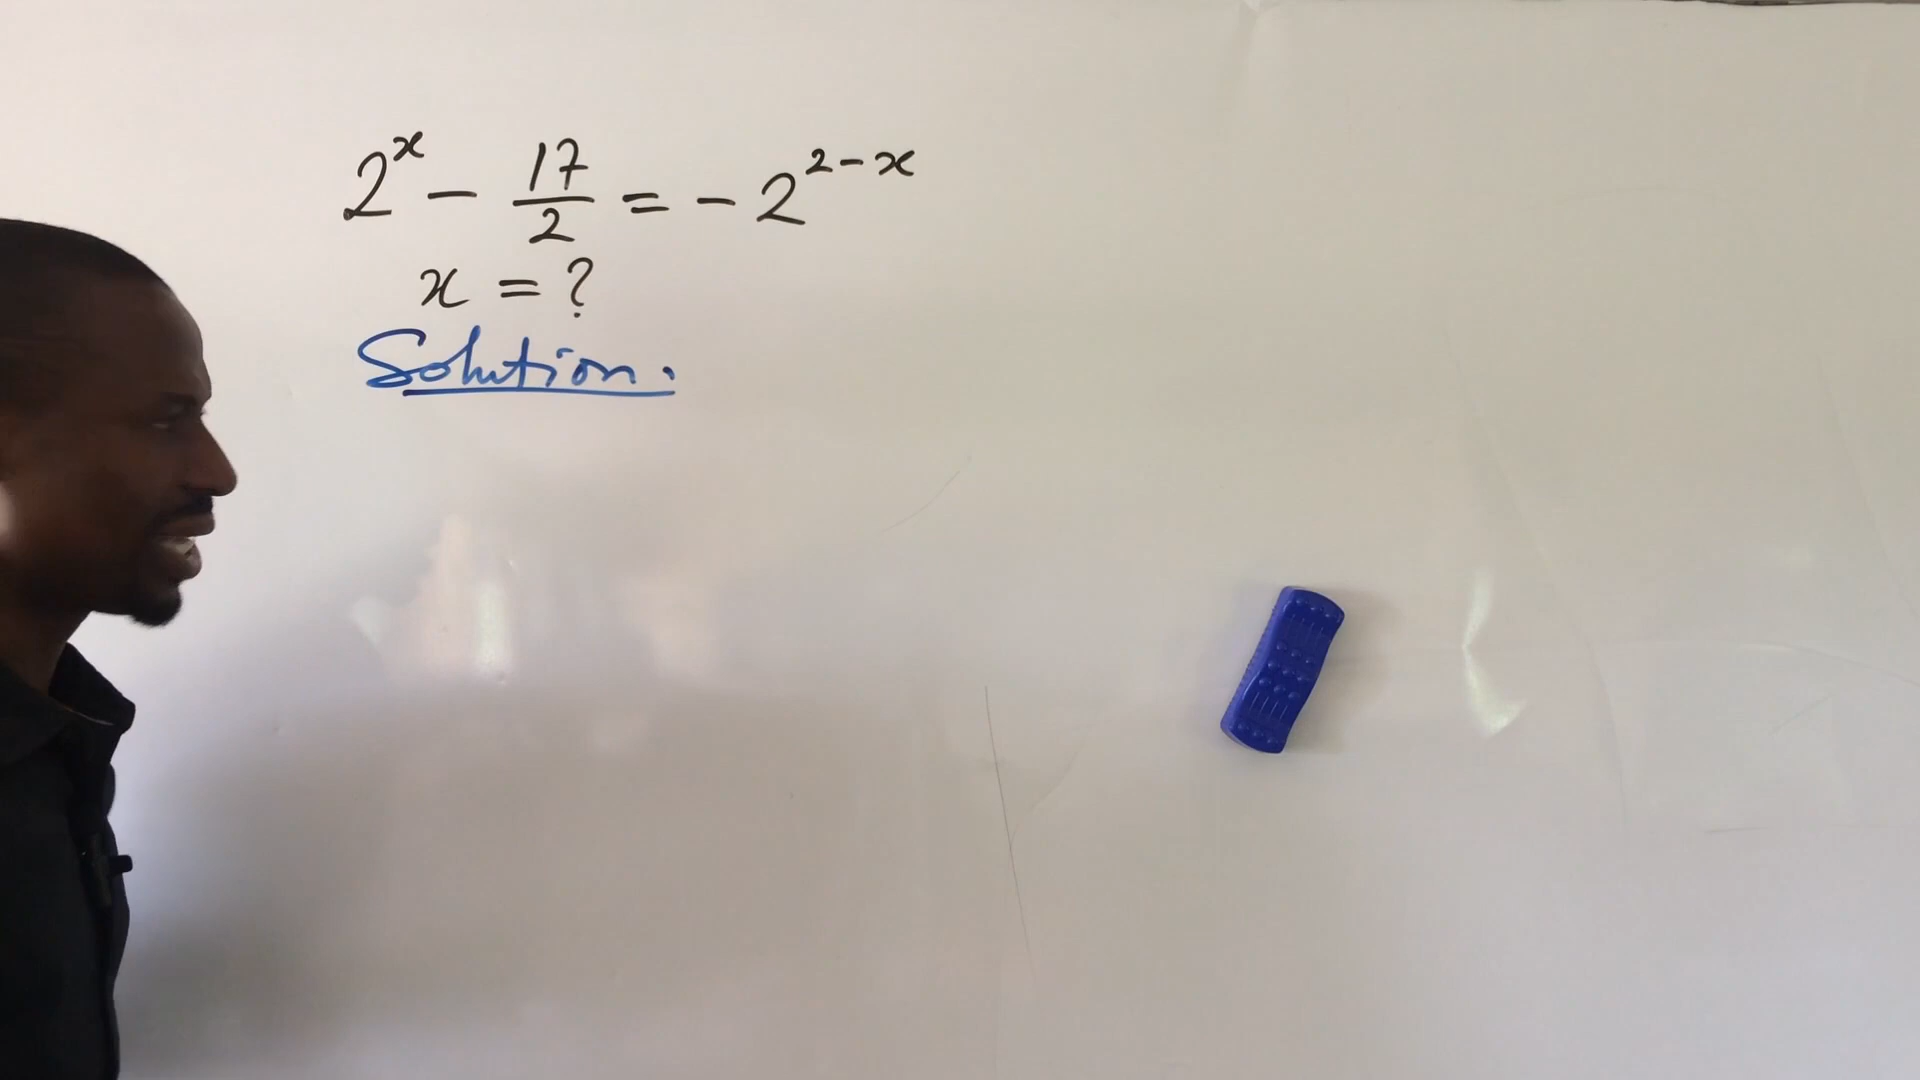 2^x - 17/2 = -2^(2-x)
x = ?
Solution.